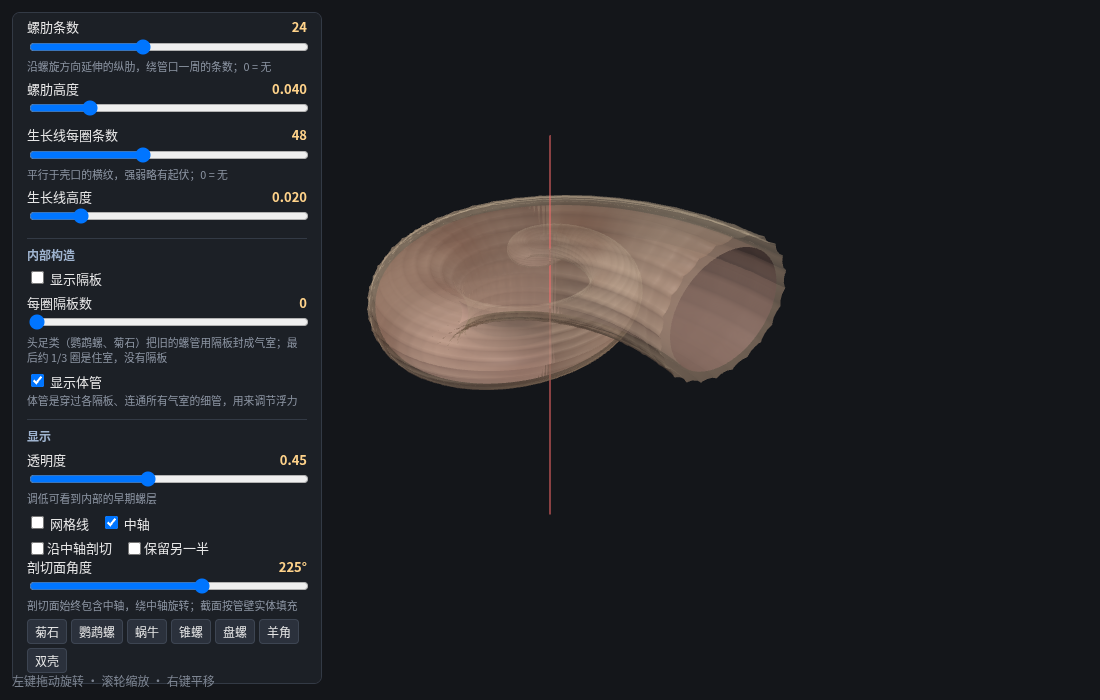 螺肋条数 24
沿螺旋方向延伸的纵肋，绕管口一周的条数；0 = 无
螺肋高度 0.040
生长线每圈条数 48
平行于壳口的横纹，强弱略有起伏；0 = 无
生长线高度 0.020
内部构造
显示隔板
每圈隔板数 0
头足类（鹦鹉螺、菊石）把旧的螺管用隔板封成气室；最
后约 1/3 圈是住室，没有隔板
显示体管
体管是穿过各隔板、连通所有气室的细管，用来调节浮力
显示
透明度 0.45
调低可看到内部的早期螺层
网格线 中轴
沿中轴剖切 保留另一半
剖切面角度 225°
剖切面始终包含中轴，绕中轴旋转；截面按管壁实体填充
菊石 鹦鹉螺 蜗牛 锥螺 盘螺 羊角
双壳
左键拖动旋转 · 滚轮缩放 · 右键平移